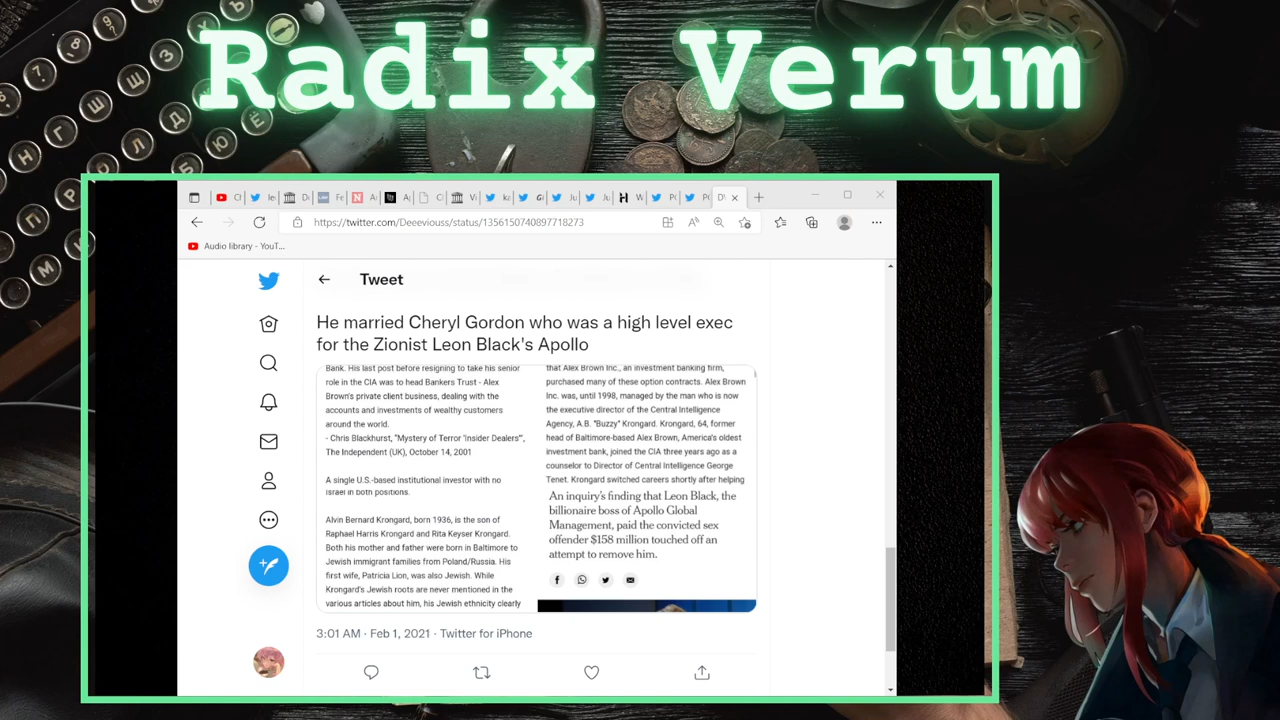 Radix Verum
https://twitter.com/Deeeviouss/status/1356150740897718273
Audio library - YouT...
Tweet
He married Cheryl Gordon who was a high level exec
for the Zionist Leon Black's Apollo
Bank. His last post before resigning to take his senior
role in the CIA was to head Bankers Trust - Alex
Brown's private client business, dealing with the
accounts and investments of wealthy customers
around the world.
- Chris Blackhurst, "Mystery of Terror 'Insider Dealers'",
The Independent (UK), October 14, 2001
A single U.S.-based institutional investor with no
israel in both positions.
Alvin Bernard Krongard, born 1936, is the son of
Raphael Harris Krongard and Rita Keyser Krongard.
Both his mother and father were born in Baltimore to
Jewish immigrant families from Poland/Russia. His
first wife, Patricia Lion, was also Jewish. While
Krongard's Jewish roots are never mentioned in the
various articles about him, his Jewish ethnicity clearly
that Alex Brown Inc., an investment banking firm,
purchased many of these option contracts. Alex Brown
Inc. was, until 1998, managed by the man who is now
the executive director of the Central Intelligence
Agency, A.B. "Buzzy" Krongard. Krongard, 64, former
head of Baltimore-based Alex Brown, America's oldest
investment bank, joined the CIA three years ago as a
counselor to Director of Central Intelligence George
Tenet. Krongard switched careers shortly after helping
An inquiry's finding that Leon Black, the
billionaire boss of Apollo Global
Management, paid the convicted sex
offender $158 million touched off an
attempt to remove him.
3:01 AM · Feb 1, 2021 · Twitter for iPhone